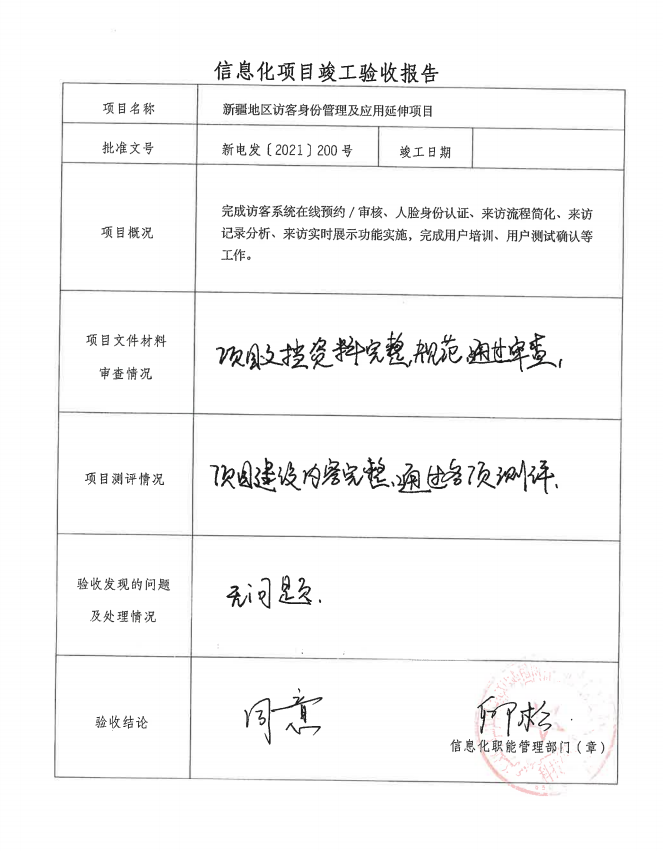 信息化项目竣工验收报告
项目名称
新疆地区访客身份管理及应用延伸项目
批准文号
新电发〔2021〕200号
竣工日期
项目概况
完成访客系统在线预约/审核、人脸身份认证、来访流程简化、来访
记录分析、来访实时展示功能实施，完成用户培训、用户测试确认等
工作。
项目文件材料
审查情况
项目文档资料完整,规范,通过审查,
项目测评情况
项目建设内容完整、通过各项测评.
验收发现的问题
及处理情况
无问题.
验收结论
同意
信息化职能管理部门（章）